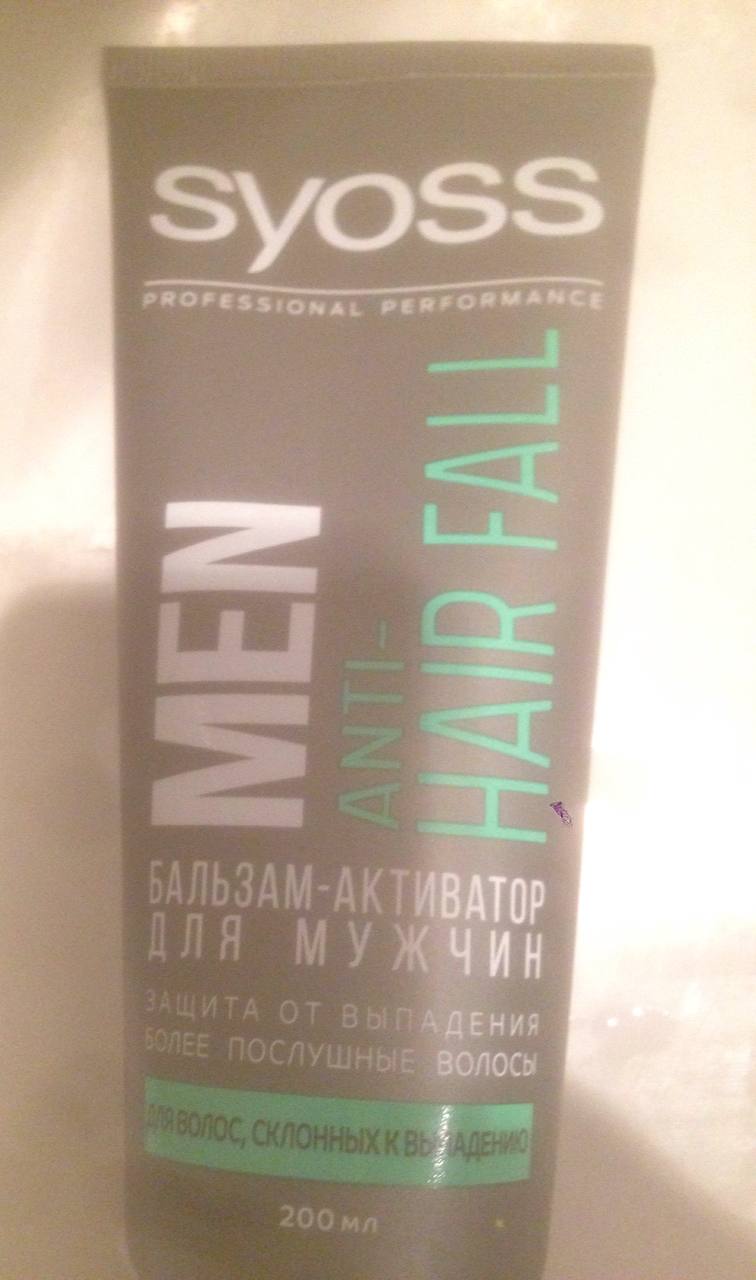 syoss
PROFESSIONAL PERFORMANCE
MEN
ANTI-
HAIR FALL
БАЛЬЗАМ-АКТИВАТОР
ДЛЯ МУЖЧИН
ЗАЩИТА ОТ ВЫПАДЕНИЯ
БОЛЕЕ ПОСЛУШНЫЕ ВОЛОСЫ
ДЛЯ ВОЛОС, СКЛОННЫХ К ВЫПАДЕНИЮ
200 мл